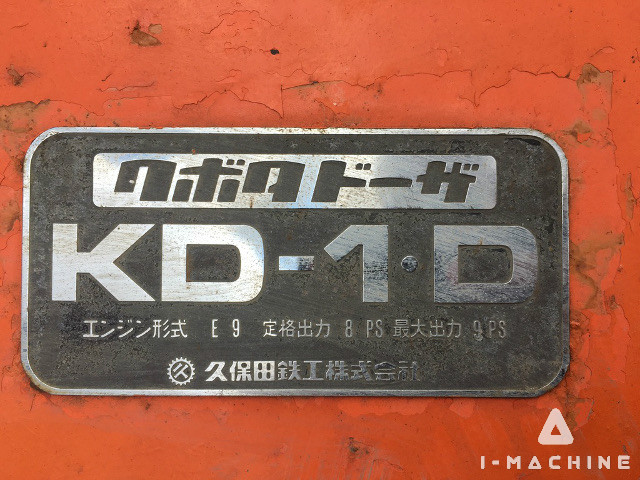 クボタドーザ
KD-1・D
エンジン形式 E9 定格出力 8PS 最大出力 9PS
久保田鉄工株式会社
I-MACHINE